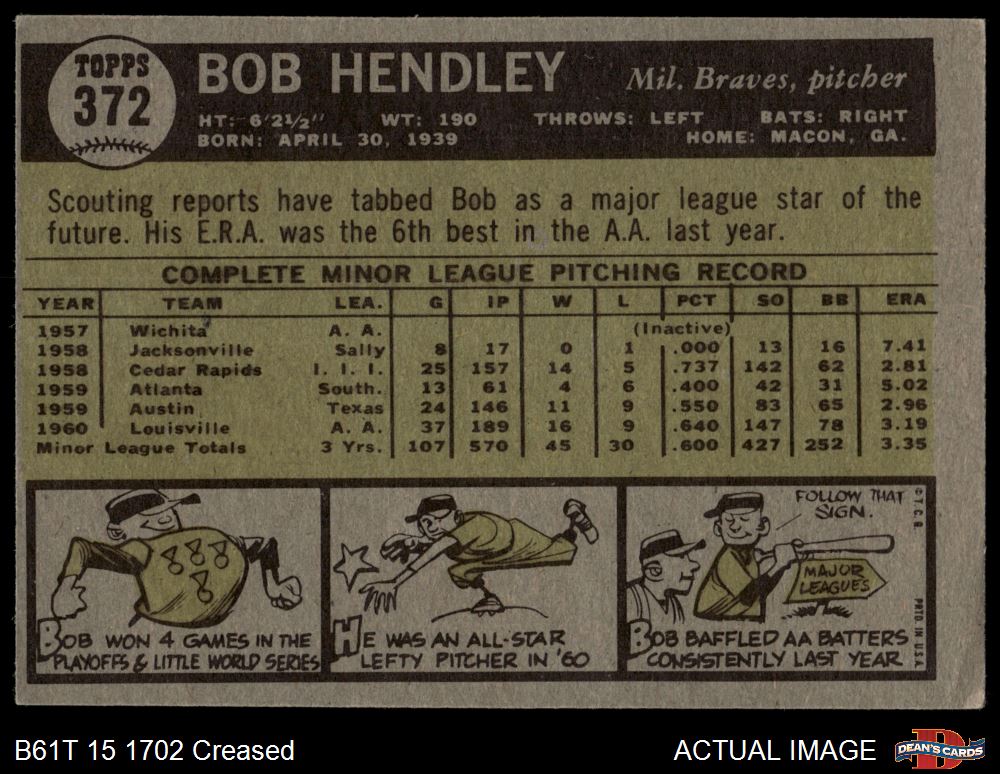 TOPPS
372
BOB HENDLEY
Mil. Braves, pitcher
HT: 6'2½" WT: 190 THROWS: LEFT BATS: RIGHT
BORN: APRIL 30, 1939 HOME: MACON, GA.
Scouting reports have tabbed Bob as a major league star of the
future. His E.R.A. was the 6th best in the A.A. last year.
COMPLETE MINOR LEAGUE PITCHING RECORD
YEAR TEAM LEA. G IP W L PCT SO BB ERA
1957 Wichita A. A. (Inactive)
1958 Jacksonville Sally 8 17 0 1 .000 13 16 7.41
1958 Cedar Rapids I. I. I. 25 157 14 5 .737 142 62 2.81
1959 Atlanta South. 13 61 4 6 .400 42 31 5.02
1959 Austin Texas 24 146 11 9 .550 83 65 2.96
1960 Louisville A. A. 37 189 16 9 .640 147 78 3.19
Minor League Totals 3 Yrs. 107 570 45 30 .600 427 252 3.35
BOB WON 4 GAMES IN THE
PLAYOFFS & LITTLE WORLD SERIES
HE WAS AN ALL-STAR
LEFTY PITCHER IN '60
FOLLOW THAT
SIGN.
MAJOR
LEAGUES
BOB BAFFLED AA BATTERS
CONSISTENTLY LAST YEAR
© T.C.G.
PRTD. IN U.S.A.
B61T 15 1702 Creased
ACTUAL IMAGE
DEAN'S CARDS